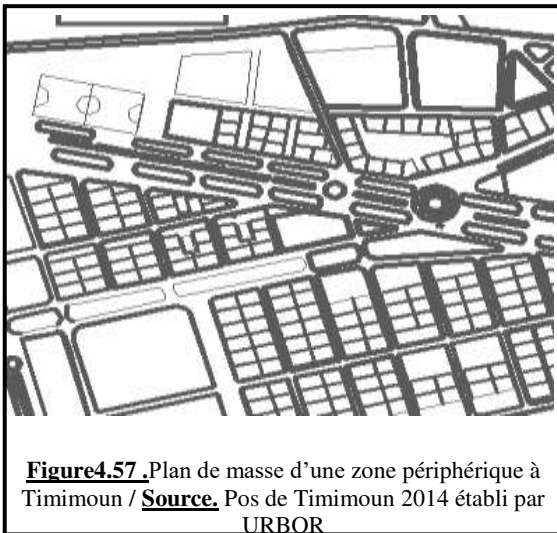 Figure4.57 .Plan de masse d'une zone périphérique à
Timimoun / Source. Pos de Timimoun 2014 établi par
URBOR